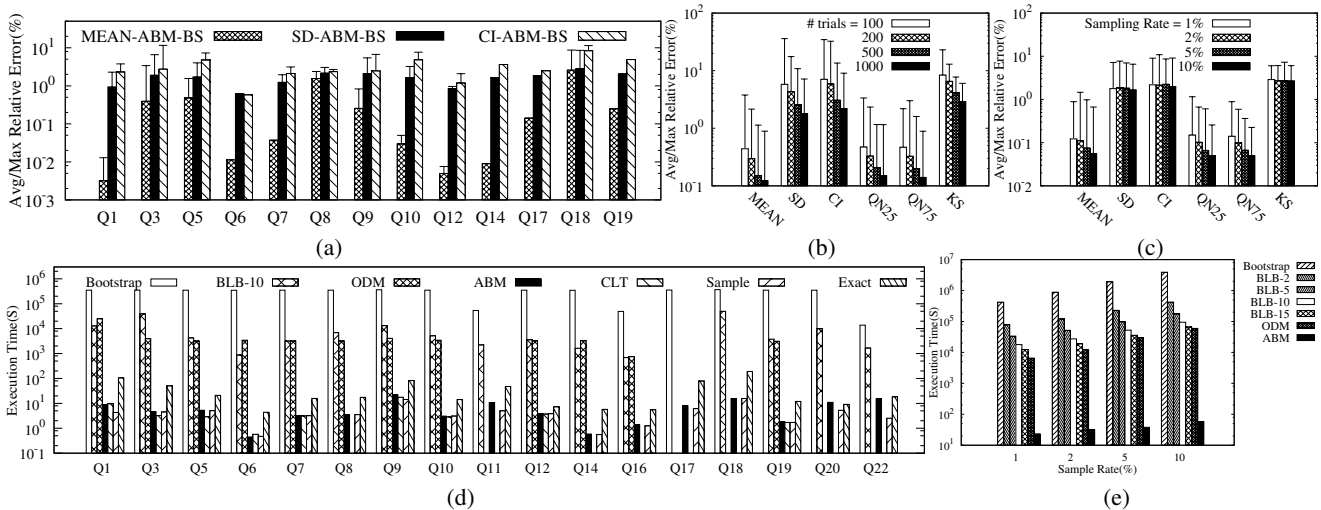 MEAN-ABM-BS SD-ABM-BS CI-ABM-BS
Avg/Max Relative Error(%)
10^2
10^1
10^0
10^-1
10^-2
10^-3
Q1 Q3 Q5 Q6 Q7 Q8 Q9 Q10 Q12 Q14 Q17 Q18 Q19
(a)
# trials = 100
200
500
1000
Avg/Max Relative Error(%)
10^2
10^1
10^0
10^-1
MEAN SD CI QN25 QN75 KS
(b)
Sampling Rate = 1%
2%
5%
10%
Avg/Max Relative Error(%)
10^2
10^1
10^0
10^-1
10^-2
MEAN SD CI QN25 QN75 KS
(c)
Bootstrap BLB-10 ODM ABM CLT Sample Exact
Execution Time(S)
10^6
10^5
10^4
10^3
10^2
10^1
10^0
10^-1
Q1 Q3 Q5 Q6 Q7 Q8 Q9 Q10 Q11 Q12 Q14 Q16 Q17 Q18 Q19 Q20 Q22
(d)
Bootstrap
BLB-2
BLB-5
BLB-10
BLB-15
ODM
ABM
Execution Time(S)
10^7
10^6
10^5
10^4
10^3
10^2
10^1
1 2 5 10
Sample Rate(%)
(e)